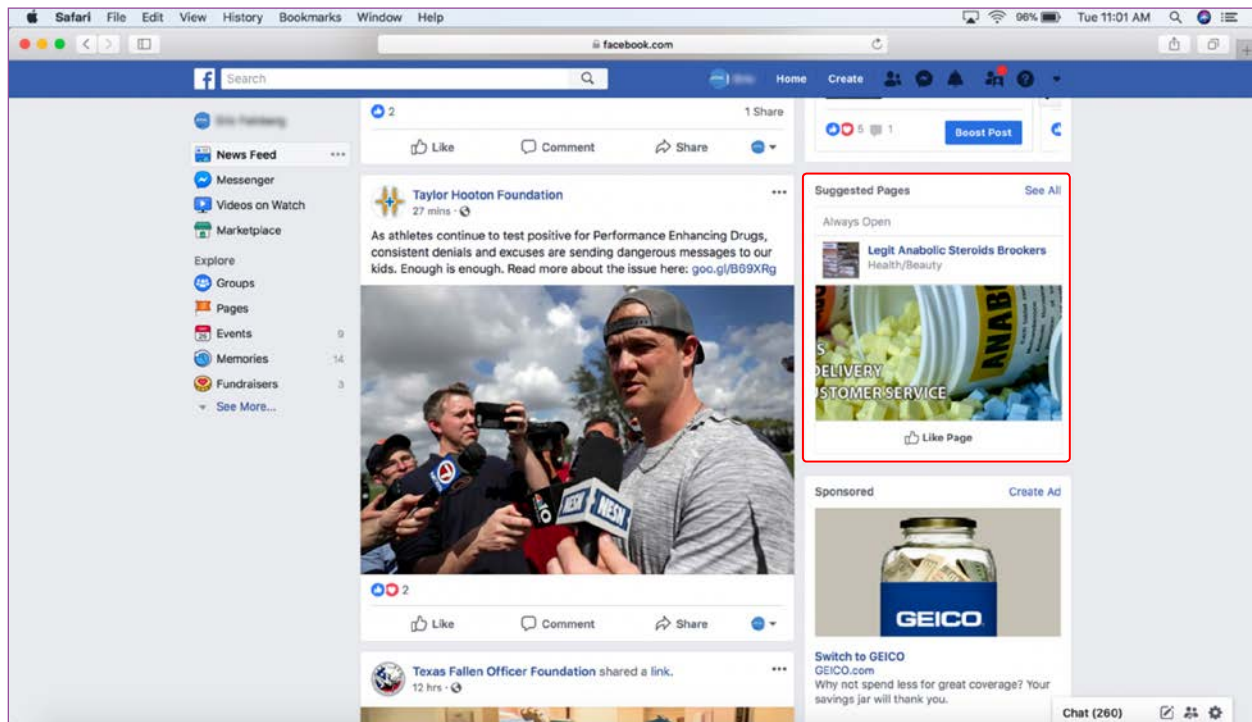 Safari File Edit View History Bookmarks Window Help
96% Tue 11:01 AM
facebook.com
Search
Home Create
News Feed
Messenger
Videos on Watch
Marketplace
Explore
Groups
Pages
Events 9
Memories 14
Fundraisers 3
See More...
2
1 Share
Like Comment Share
Taylor Hooton Foundation
27 mins ·
As athletes continue to test positive for Performance Enhancing Drugs,
consistent denials and excuses are sending dangerous messages to our
kids. Enough is enough. Read more about the issue here: goo.gl/B69XRg
10
NESN NESN
2
Like Comment Share
Texas Fallen Officer Foundation shared a link.
12 hrs ·
5 1
Boost Post
Suggested Pages See All
Always Open
Legit Anabolic Steroids Brookers
Health/Beauty
ANABO
S
DELIVERY
USTOMER SERVICE
Like Page
Sponsored Create Ad
GEICO
Switch to GEICO
GEICO.com
Why not spend less for great coverage? Your
savings jar will thank you.
Chat (260)